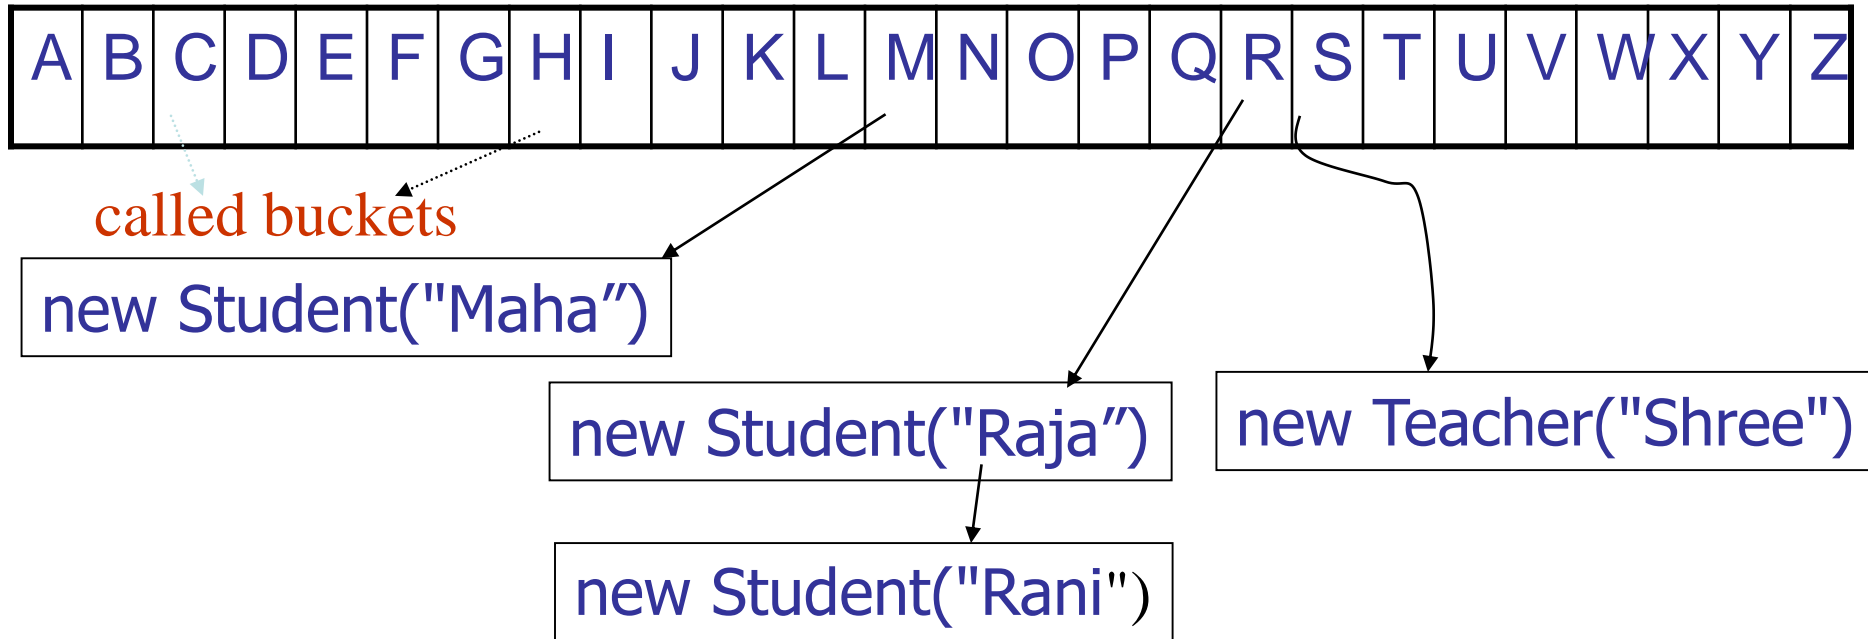 A B C D E F G H I J K L M N O P Q R S T U V W X Y Z
called buckets
new Student("Maha″)
new Student("Raja″)
new Teacher("Shree")
new Student("Rani")